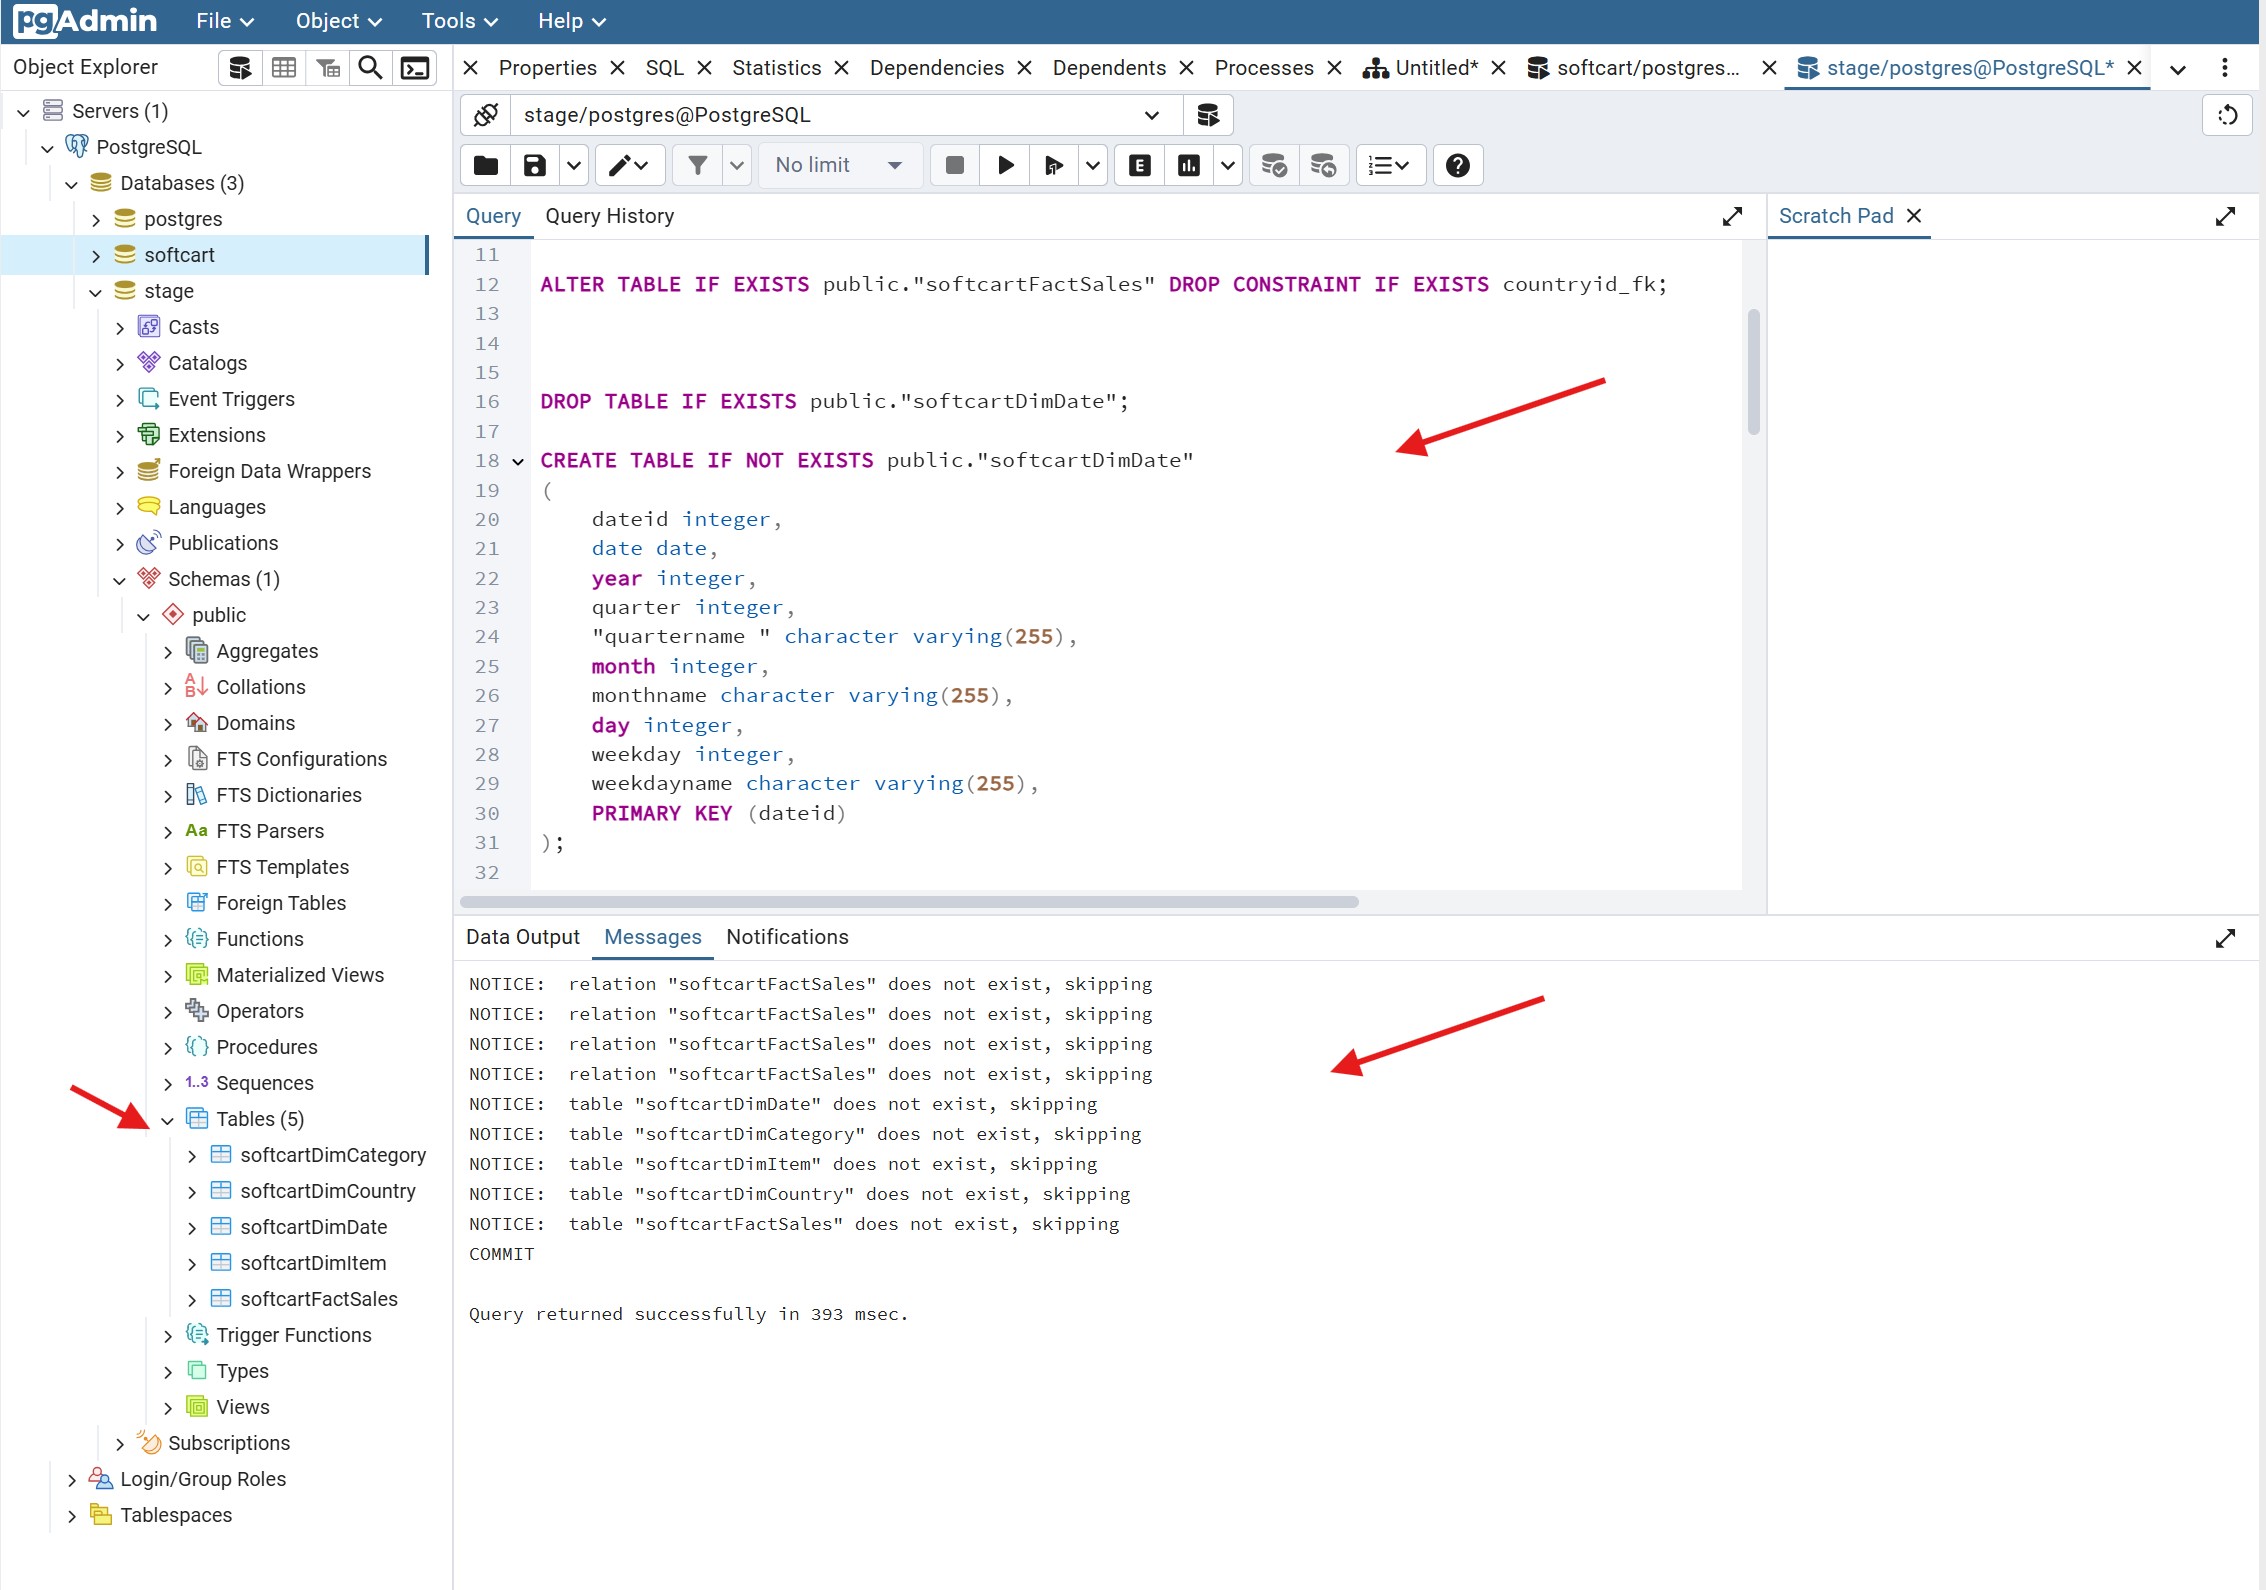 pgAdmin File Object Tools Help
Object Explorer
Properties SQL Statistics Dependencies Dependents Processes Untitled* softcart/postgres... stage/postgres@PostgreSQL*
Servers (1)
PostgreSQL
Databases (3)
postgres
softcart
stage
Casts
Catalogs
Event Triggers
Extensions
Foreign Data Wrappers
Languages
Publications
Schemas (1)
public
Aggregates
Collations
Domains
FTS Configurations
FTS Dictionaries
Aa FTS Parsers
FTS Templates
Foreign Tables
Functions
Materialized Views
Operators
Procedures
1..3 Sequences
Tables (5)
softcartDimCategory
softcartDimCountry
softcartDimDate
softcartDimItem
softcartFactSales
Trigger Functions
Types
Views
Subscriptions
Login/Group Roles
Tablespaces
stage/postgres@PostgreSQL
No limit E
Query Query History
Scratch Pad
11
12 ALTER TABLE IF EXISTS public."softcartFactSales" DROP CONSTRAINT IF EXISTS countryid_fk;
13
14
15
16 DROP TABLE IF EXISTS public."softcartDimDate";
17
18 CREATE TABLE IF NOT EXISTS public."softcartDimDate"
19 (
20     dateid integer,
21     date date,
22     year integer,
23     quarter integer,
24     "quartername " character varying(255),
25     month integer,
26     monthname character varying(255),
27     day integer,
28     weekday integer,
29     weekdayname character varying(255),
30     PRIMARY KEY (dateid)
31 );
32
Data Output Messages Notifications
NOTICE:  relation "softcartFactSales" does not exist, skipping
NOTICE:  relation "softcartFactSales" does not exist, skipping
NOTICE:  relation "softcartFactSales" does not exist, skipping
NOTICE:  relation "softcartFactSales" does not exist, skipping
NOTICE:  table "softcartDimDate" does not exist, skipping
NOTICE:  table "softcartDimCategory" does not exist, skipping
NOTICE:  table "softcartDimItem" does not exist, skipping
NOTICE:  table "softcartDimCountry" does not exist, skipping
NOTICE:  table "softcartFactSales" does not exist, skipping
COMMIT
Query returned successfully in 393 msec.